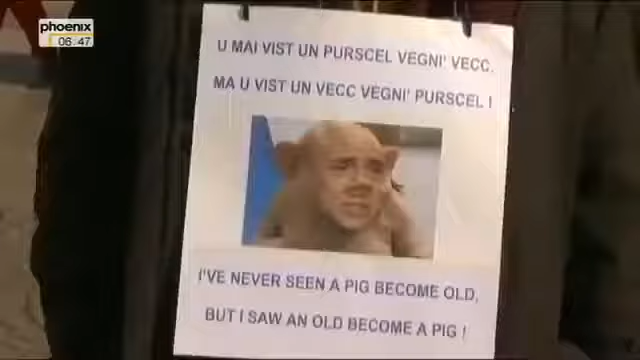 phoenix
06:47
U MAI VIST UN PURSCEL VEGNI' VECC,
MA U VIST UN VECC VEGNI' PURSCEL !
I'VE NEVER SEEN A PIG BECOME OLD,
BUT I SAW AN OLD BECOME A PIG !